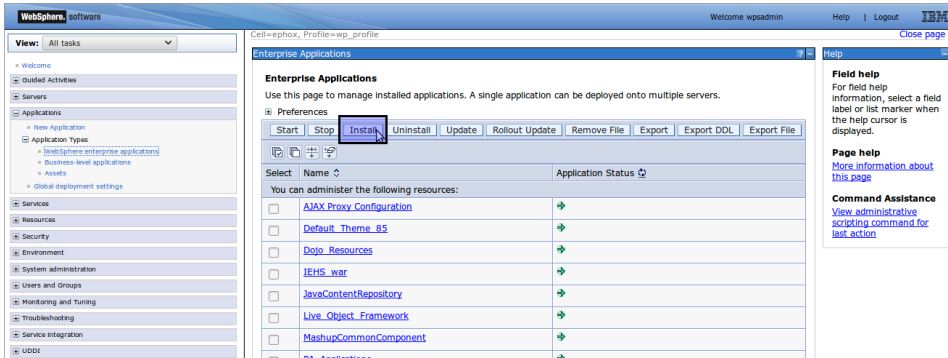 WebSphere. software
Welcome wpsadmin
Help | Logout
IBM
View: All tasks
Cell=ephox, Profile=wp_profile
Close page
Welcome
Guided Activities
Servers
Applications
New Application
Application Types
WebSphere enterprise applications
Business-level applications
Assets
Global deployment settings
Services
Resources
Security
Environment
System administration
Users and Groups
Monitoring and Tuning
Troubleshooting
Service integration
UDDI
Enterprise Applications
Enterprise Applications
Use this page to manage installed applications. A single application can be deployed onto multiple servers.
Preferences
Start Stop Install Uninstall Update Rollout Update Remove File Export Export DDL Export File
Select Name Application Status
You can administer the following resources:
AJAX Proxy Configuration
Default_Theme_85
Dojo_Resources
IEHS_war
JavaContentRepository
Live_Object_Framework
MashupCommonComponent
Help
Field help
For field help
information, select a field
label or list marker when
the help cursor is
displayed.
Page help
More information about
this page
Command Assistance
View administrative
scripting command for
last action